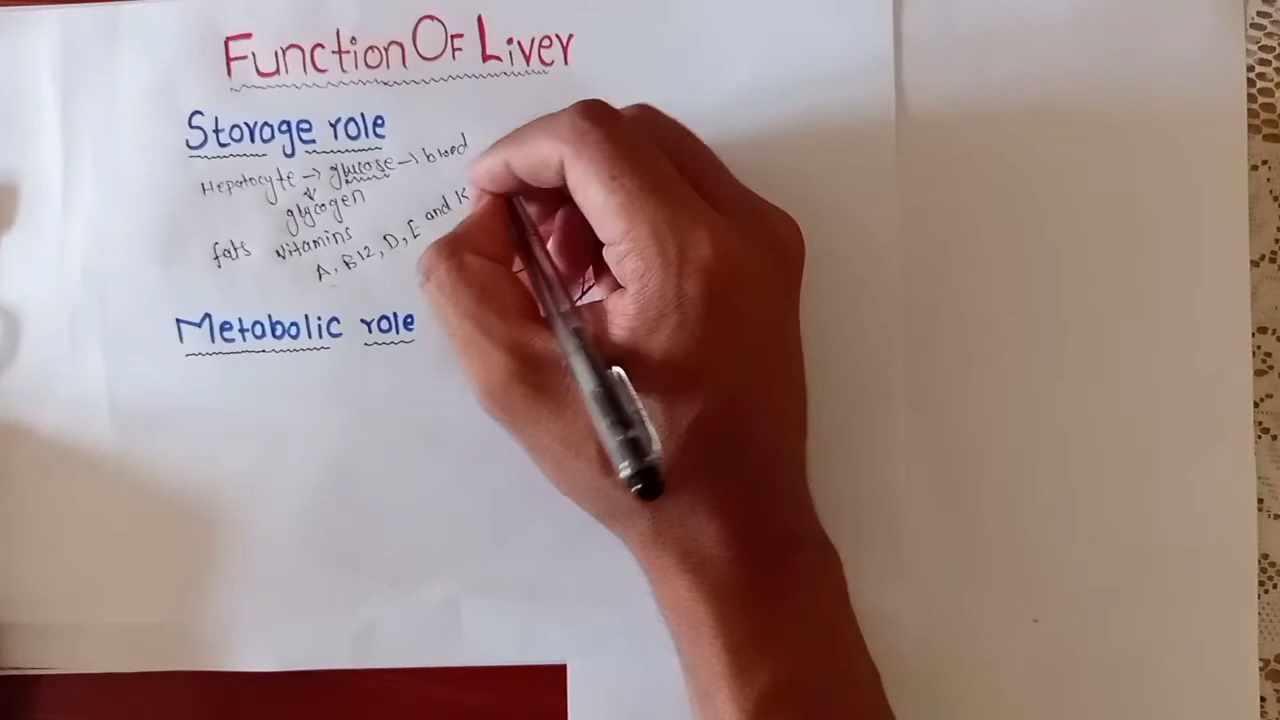 Function Of Liver
Storage role
Hepatocyte → glucose → blood
↓
glycogen
fats vitamins
A, B12, D, E and K
Metabolic role